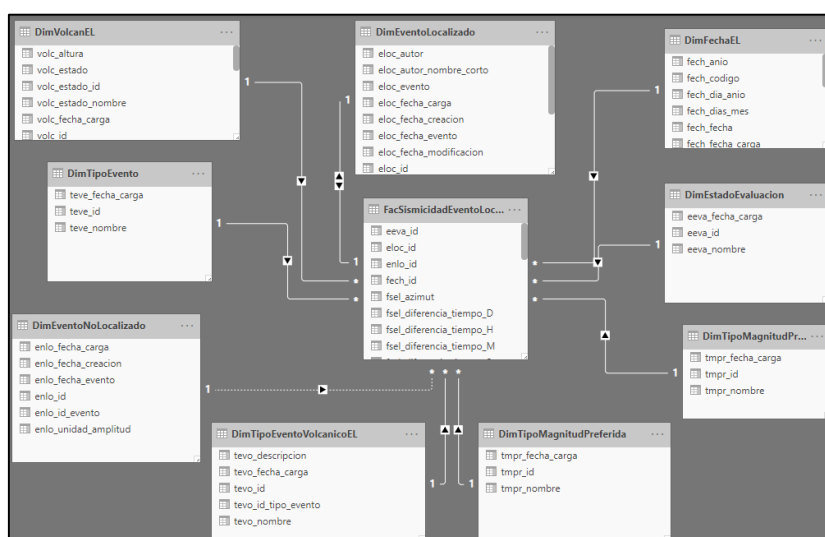 DimVolcanEL
volc_altura
volc_estado
volc_estado_id
volc_estado_nombre
volc_fecha_carga
volc_id
DimEventoLocalizado
eloc_autor
eloc_autor_nombre_corto
eloc_evento
eloc_fecha_carga
eloc_fecha_creacion
eloc_fecha_evento
eloc_fecha_modificacion
eloc_id
DimFechaEL
fech_anio
fech_codigo
fech_dia_anio
fech_dias_mes
fech_fecha
fech_fecha_carga
DimTipoEvento
teve_fecha_carga
teve_id
teve_nombre
FacSismicidadEventoLoc...
eeva_id
eloc_id
enlo_id
fech_id
fsel_azimut
fsel_diferencia_tiempo_D
fsel_diferencia_tiempo_H
fsel_diferencia_tiempo_M
DimEstadoEvaluacion
eeva_fecha_carga
eeva_id
eeva_nombre
DimEventoNoLocalizado
enlo_fecha_carga
enlo_fecha_creacion
enlo_fecha_evento
enlo_id
enlo_id_evento
enlo_unidad_amplitud
DimTipoMagnitudPr...
tmpr_fecha_carga
tmpr_id
tmpr_nombre
DimTipoEventoVolcanicoEL
tevo_descripcion
tevo_fecha_carga
tevo_id
tevo_id_tipo_evento
tevo_nombre
DimTipoMagnitudPreferida
tmpr_fecha_carga
tmpr_id
tmpr_nombre
1
1
1
1
1
1
1
1
1
1